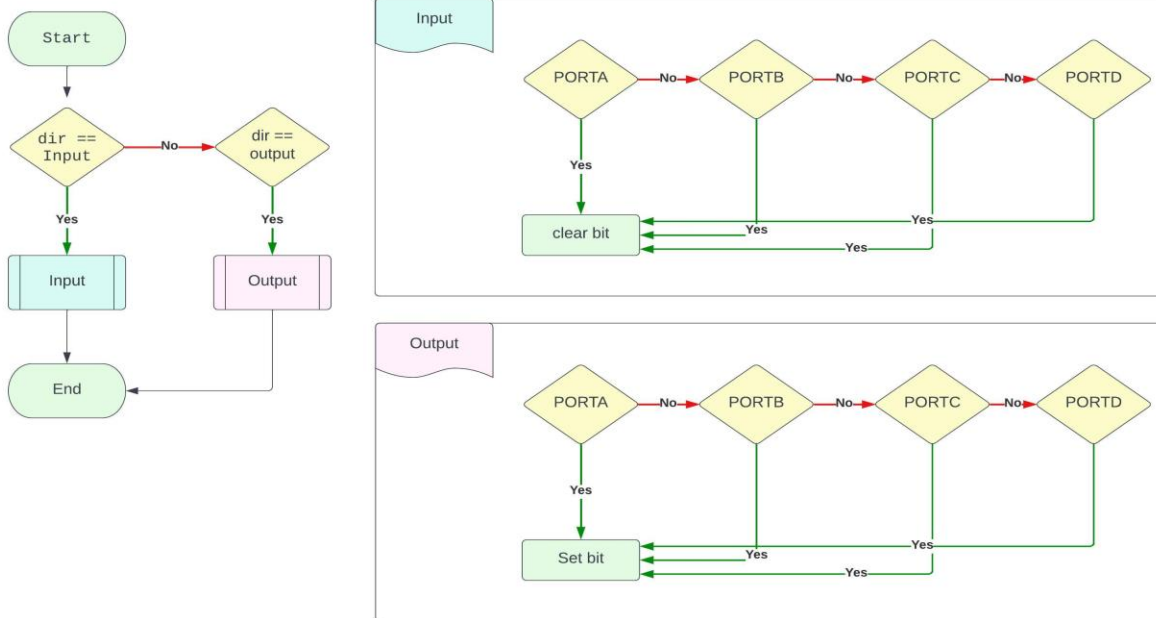 Start
dir ==
Input
No
dir ==
output
Yes
Yes
Input
Output
End
Input
PORTA
No
PORTB
No
PORTC
No
PORTD
Yes
clear bit
Yes
Yes
Yes
Output
PORTA
No
PORTB
No
PORTC
No
PORTD
Yes
Set bit
Yes
Yes
Yes